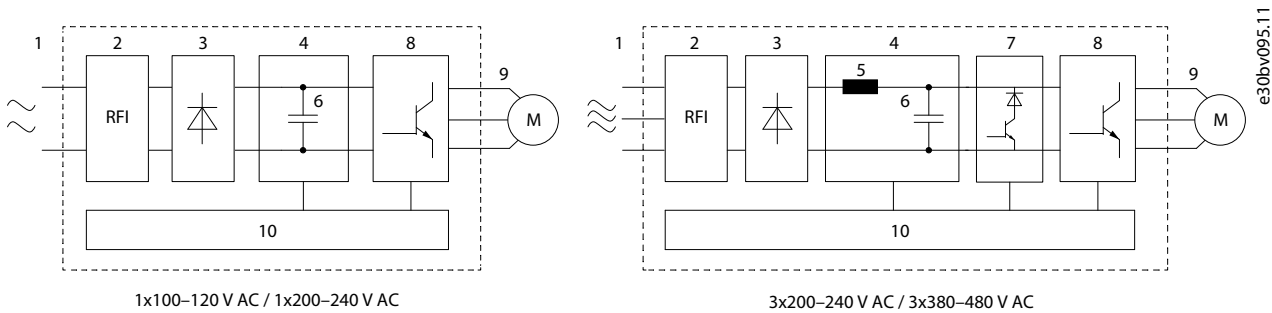 1 2 3 4 8
9
6
RFI
M
10
1x100–120 V AC / 1x200–240 V AC
1 2 3 4 7 8
5
9
6
RFI
M
10
3x200–240 V AC / 3x380–480 V AC
e30bv095.11